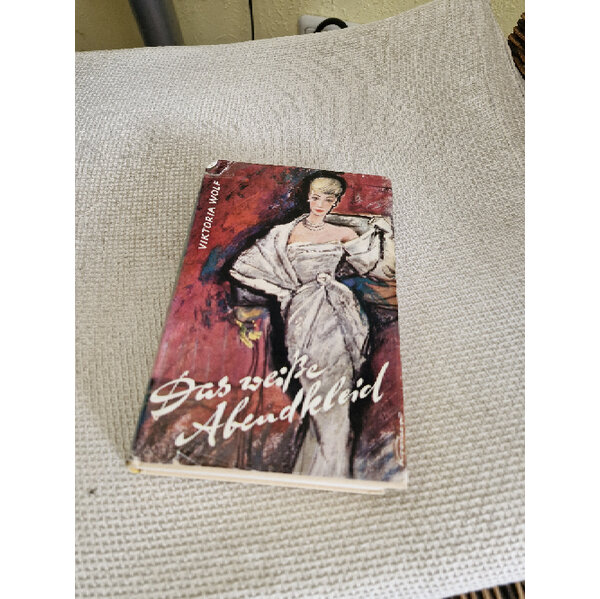 VIKTORIA WOLF
Das weiße
Abendkleid